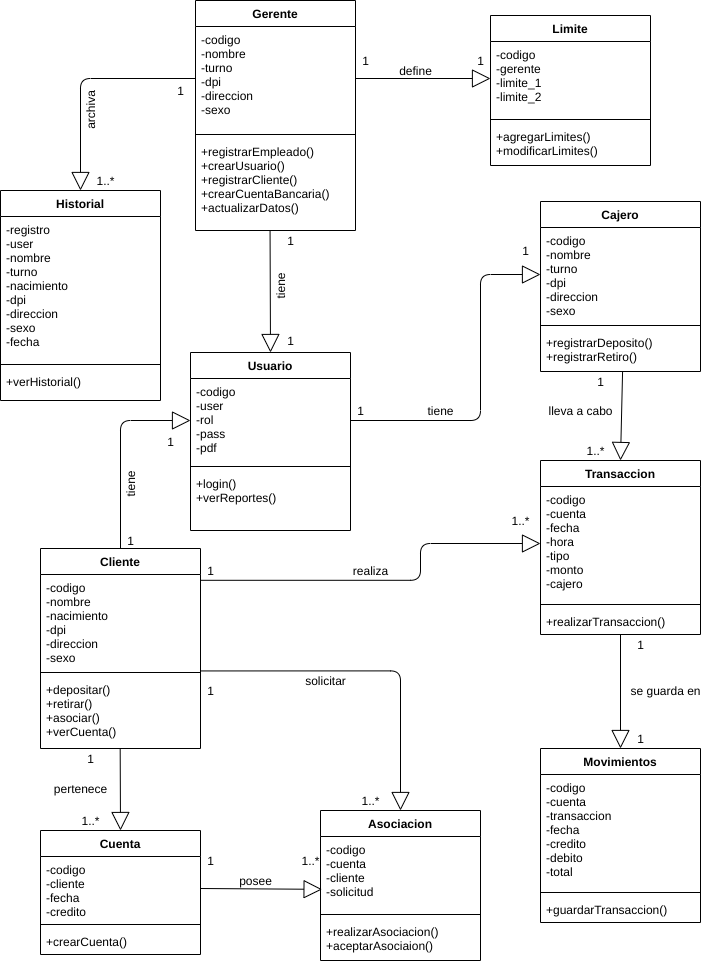 Gerente
-codigo
-nombre
-turno
-dpi
-direccion
-sexo
+registrarEmpleado()
+crearUsuario()
+registrarCliente()
+crearCuentaBancaria()
+actualizarDatos()
1
define
1
Limite
-codigo
-gerente
-limite_1
-limite_2
+agregarLimites()
+modificarLimites()
1
archiva
1..*
Historial
-registro
-user
-nombre
-turno
-nacimiento
-dpi
-direccion
-sexo
-fecha
+verHistorial()
1
tiene
1
Usuario
-codigo
-user
-rol
-pass
-pdf
+login()
+verReportes()
1
tiene
1
Cajero
-codigo
-nombre
-turno
-dpi
-direccion
-sexo
+registrarDeposito()
+registrarRetiro()
1
lleva a cabo
1..*
Transaccion
-codigo
-cuenta
-fecha
-hora
-tipo
-monto
-cajero
+realizarTransaccion()
1
tiene
1
Cliente
-codigo
-nombre
-nacimiento
-dpi
-direccion
-sexo
+depositar()
+retirar()
+asociar()
+verCuenta()
1
realiza
1..*
1
solicitar
1..*
1
se guarda en
1
Movimientos
-codigo
-cuenta
-transaccion
-fecha
-credito
-debito
-total
+guardarTransaccion()
1
pertenece
1..*
Cuenta
-codigo
-cliente
-fecha
-credito
+crearCuenta()
1
posee
1..*
Asociacion
-codigo
-cuenta
-cliente
-solicitud
+realizarAsociacion()
+aceptarAsociaion()